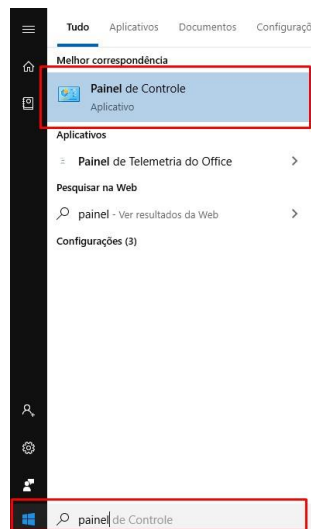 Tudo Aplicativos Documentos Configuraçõ
Melhor correspondência
Painel de Controle
Aplicativo
Aplicativos
Painel de Telemetria do Office
Pesquisar na Web
painel - Ver resultados da Web
Configurações (3)
painel de Controle